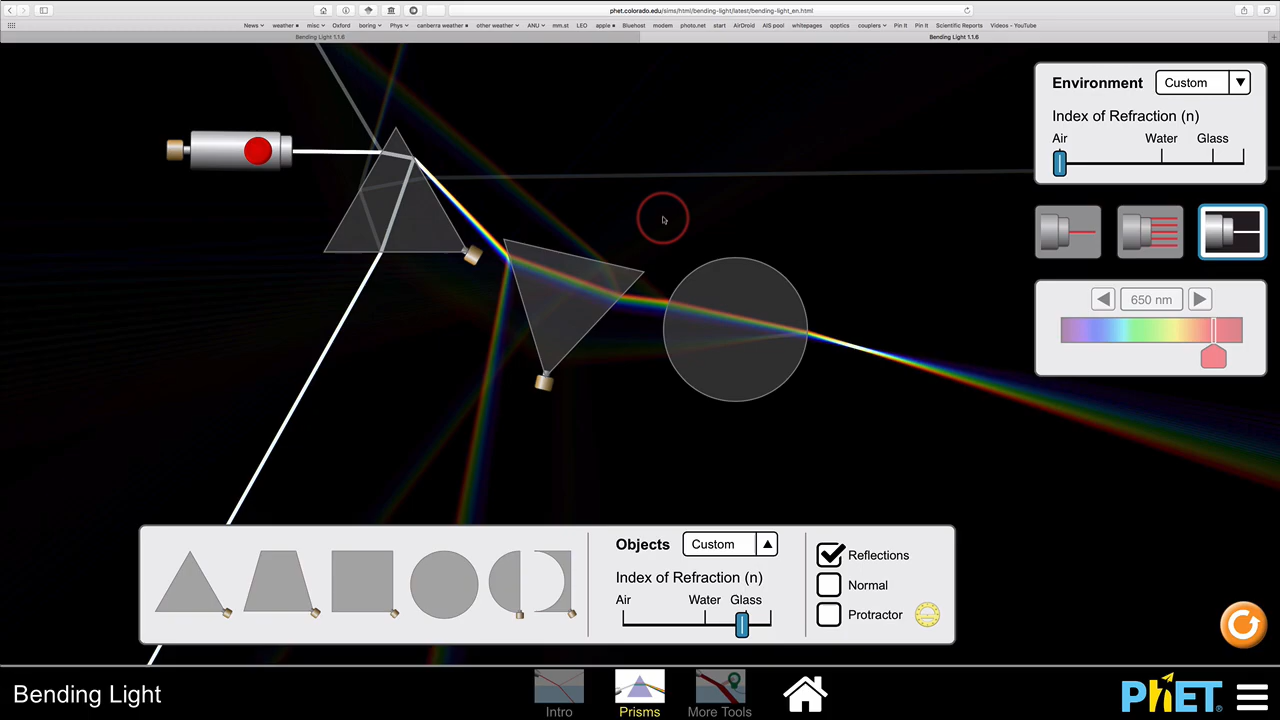 phet.colorado.edu/sims/html/bending-light/latest/bending-light_en.html
News weather other weather misc Oxford boring Phys canberra weather other weather ANU mm.st LEO apple Bluehost modem photo.net start AirDroid AIS pool whitepages qoptics couplers Pin It Pin It Scientific Reports Videos - YouTube
Bending Light 1.1.6
Bending Light 1.1.6
Environment Custom
Index of Refraction (n)
Air Water Glass
650 nm
Objects Custom
Index of Refraction (n)
Air Water Glass
Reflections
Normal
Protractor
Bending Light
Intro
Prisms
More Tools
PhET